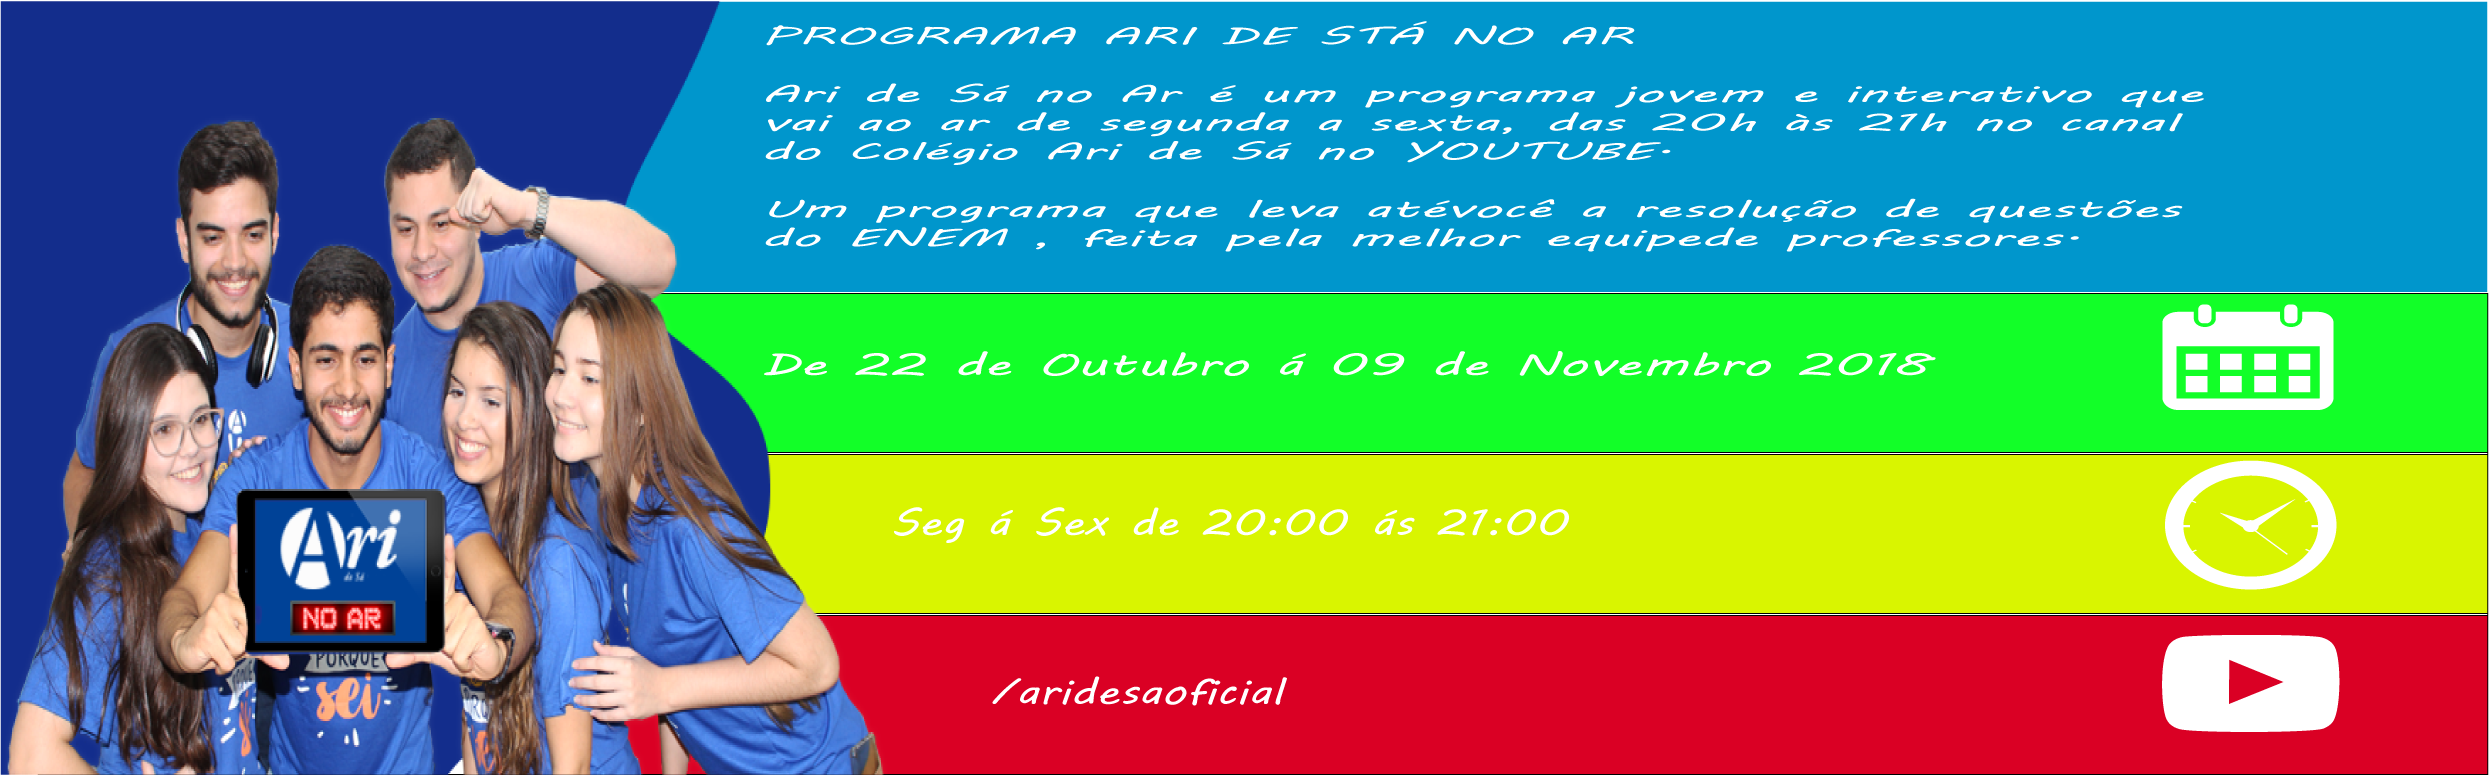 PROGRAMA ARI DE STÁ NO AR
Ari de Sá no Ar é um programa jovem e interativo que
vai ao ar de segunda a sexta, das 20h às 21h no canal
do Colégio Ari de Sá no YOUTUBE.
Um programa que leva atévocê a resolução de questões
do ENEM , feita pela melhor equipede professores.
De 22 de Outubro á 09 de Novembro 2018
Seg á Sex de 20:00 ás 21:00
/aridesaoficial
Ari
de Sá
NO AR
PORQUE
sei